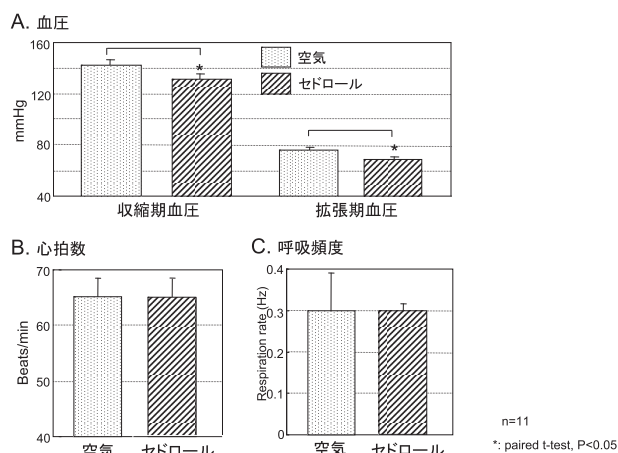 A. 血圧
160
120
80
40
mmHg
空気
セドロール
*
*
収縮期血圧
拡張期血圧
B. 心拍数
70
60
50
40
Beats/min
空気
セドロール
C. 呼吸頻度
0.4
0.3
0.2
0.1
0
Respiration rate (Hz)
空気
セドロール
n=11
*: paired t-test, P<0.05